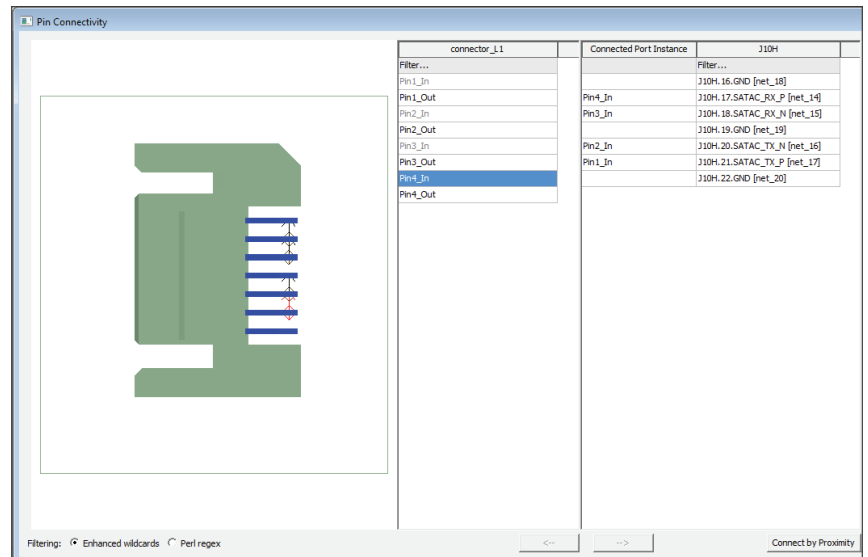 Pin Connectivity
connector_L1
Connected Port Instance J10H
Filter... Filter...
Pin1_In J10H.16.GND [net_18]
Pin1_Out Pin4_In J10H.17.SATAC_RX_P [net_14]
Pin2_In Pin3_In J10H.18.SATAC_RX_N [net_15]
Pin2_Out J10H.19.GND [net_19]
Pin3_In Pin2_In J10H.20.SATAC_TX_N [net_16]
Pin3_Out Pin1_In J10H.21.SATAC_TX_P [net_17]
Pin4_In J10H.22.GND [net_20]
Pin4_Out
Filtering: Enhanced wildcards Perl regex <-- --> Connect by Proximity